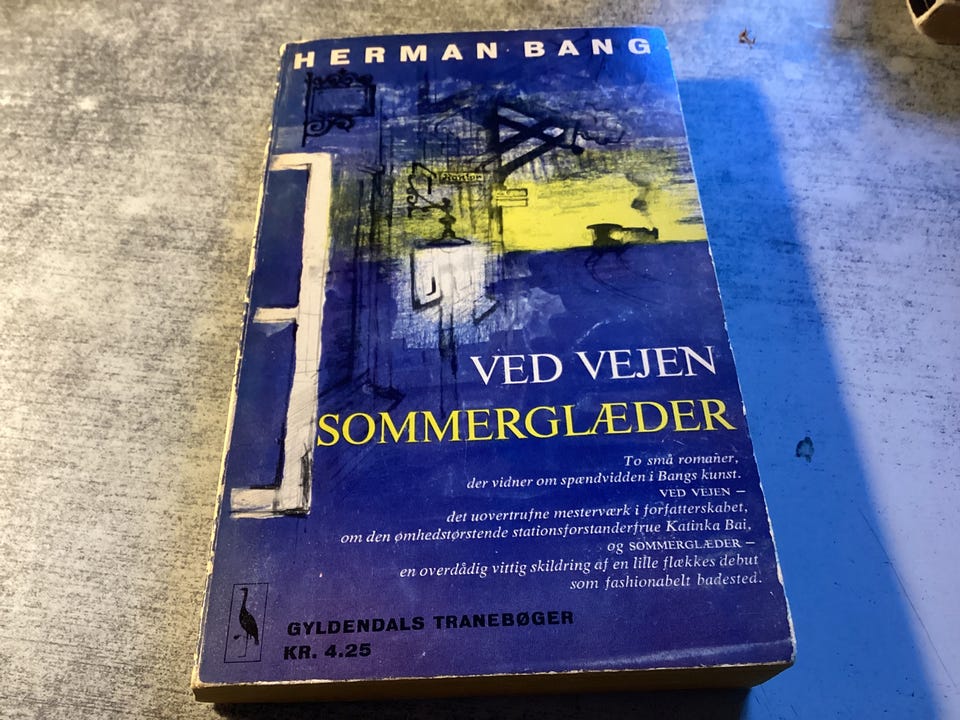 HERMAN BANG
Kontor
VED VEJEN
SOMMERGLÆDER
To små romaner,
der vidner om spændvidden i Bangs kunst.
VED VEJEN –
det uovertrufne mesterværk i forfatterskabet,
om den ømhedstørstende stationsforstanderfrue Katinka Bai,
og SOMMERGLÆDER –
en overdådig vittig skildring af en lille flækkes debut
som fashionabelt badested.
GYLDENDALS TRANEBØGER
KR. 4.25